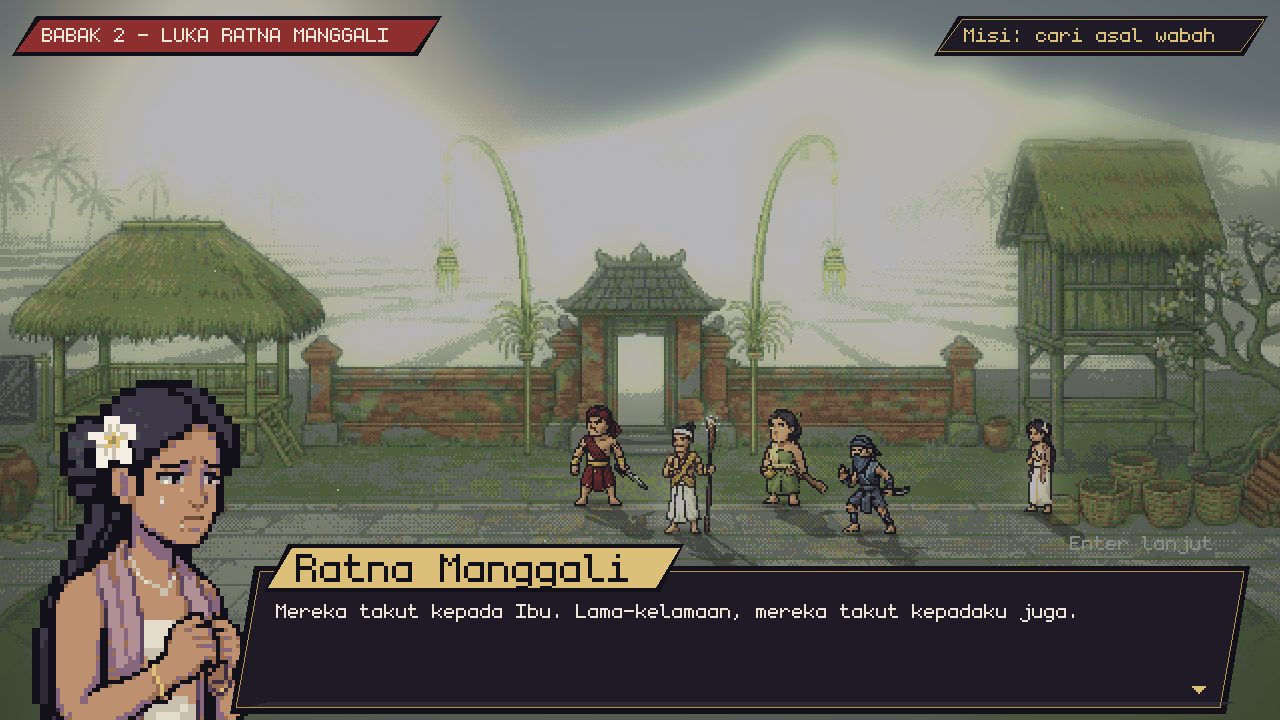 BABAK 2 - LUKA RATNA MANGGALI
Misi: cari asal wabah
Enter lanjut
Ratna Manggali
Mereka takut kepada Ibu. Lama-kelamaan, mereka takut kepadaku juga.